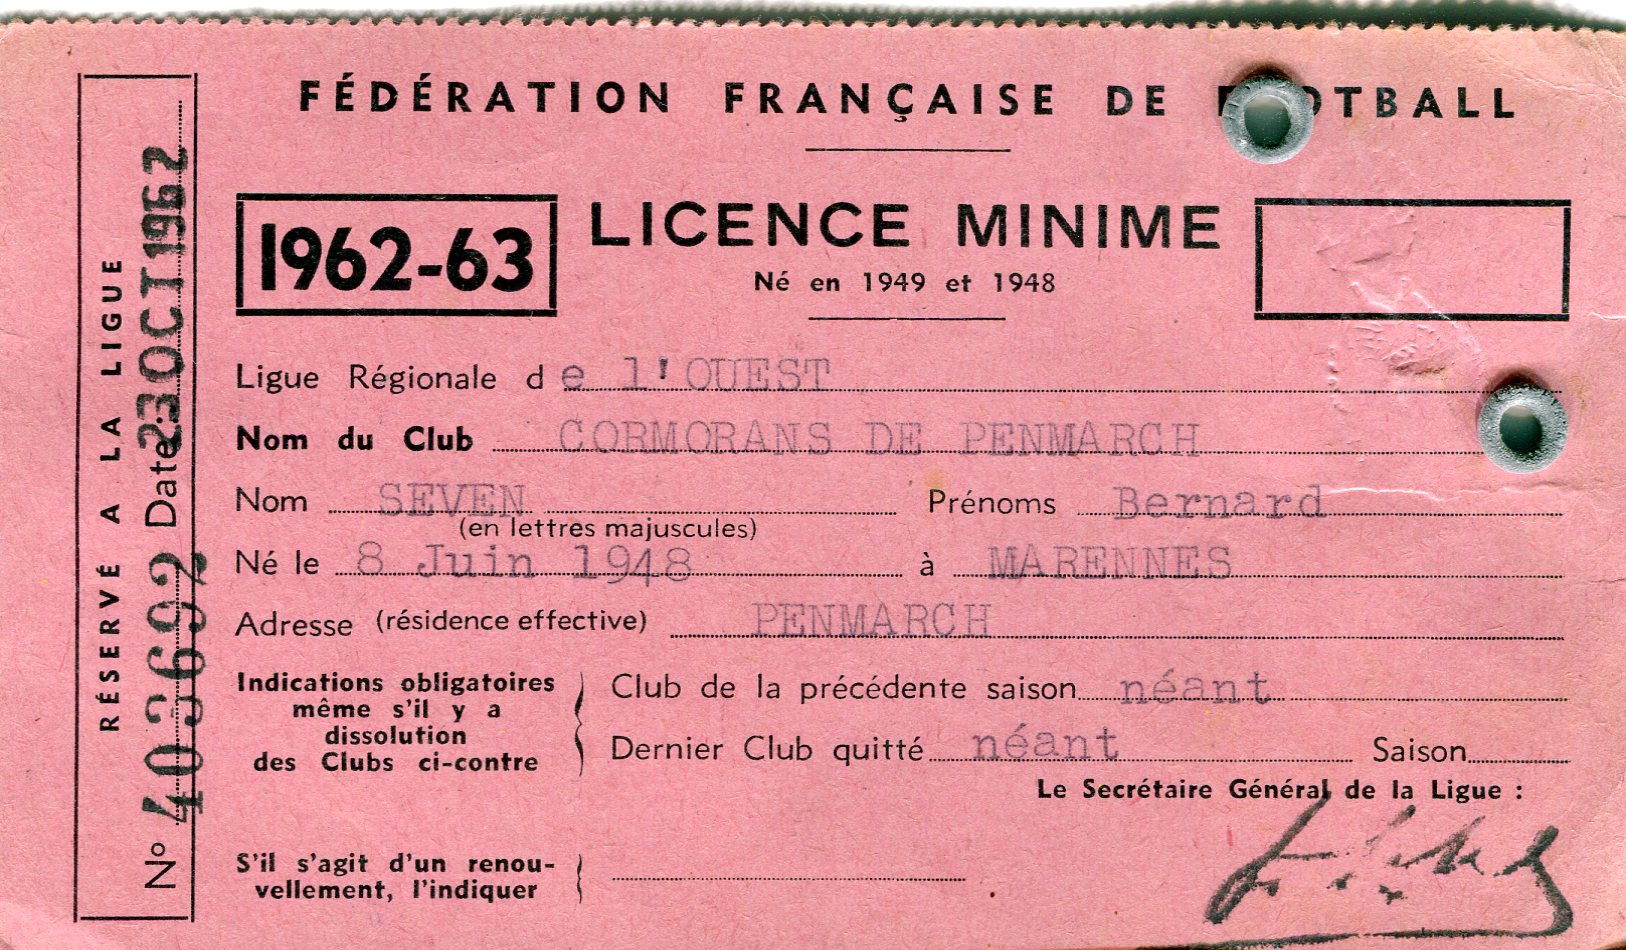 FÉDÉRATION FRANÇAISE DE FOOTBALL
1962-63
LICENCE MINIME
Né en 1949 et 1948
Ligue Régionale d e l'OUEST
Nom du Club CORMORANS DE PENMARCH
Nom SEVEN Prénoms Bernard
(en lettres majuscules)
Né le 8 Juin 1948 à MARENNES
Adresse (résidence effective) PENMARCH
Indications obligatoires
même s'il y a
dissolution
des Clubs ci-contre
Club de la précédente saison néant
Dernier Club quitté néant Saison
Le Secrétaire Général de la Ligue :
S'il s'agit d'un renou-
vellement, l'indiquer
RÉSERVÉ A LA LIGUE
N° 403692 Date 23 OCT 1962